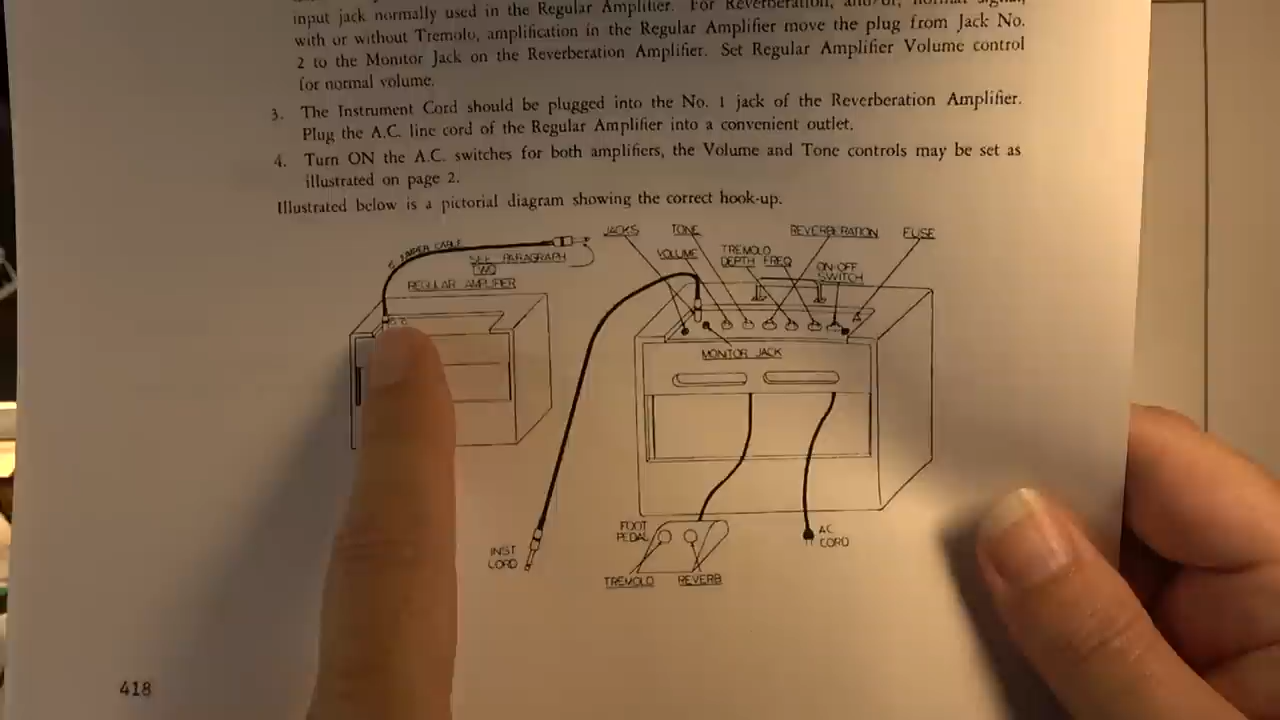 input jack normally used in the Regular Amplifier. For Reverberation, and/or, normal signal,
with or without Tremolo, amplification in the Regular Amplifier move the plug from Jack No.
2 to the Monitor Jack on the Reverberation Amplifier. Set Regular Amplifier Volume control
for normal volume.
3. The Instrument Cord should be plugged into the No. 1 jack of the Reverberation Amplifier.
Plug the A.C. line cord of the Regular Amplifier into a convenient outlet.
4. Turn ON the A.C. switches for both amplifiers, the Volume and Tone controls may be set as
illustrated on page 2.
Illustrated below is a pictorial diagram showing the correct hook-up.
JACKS
TONE
REVERBERATION
FUSE
CABLE
SEE PARAGRAPH
TWO
VOLUME
TREMOLO
DEPTH FREQ
ON-OFF
SWITCH
REGULAR AMPLIFIER
MONITOR JACK
INST
CORD
FOOT
PEDAL
AC
CORD
TREMOLO
REVERB
418